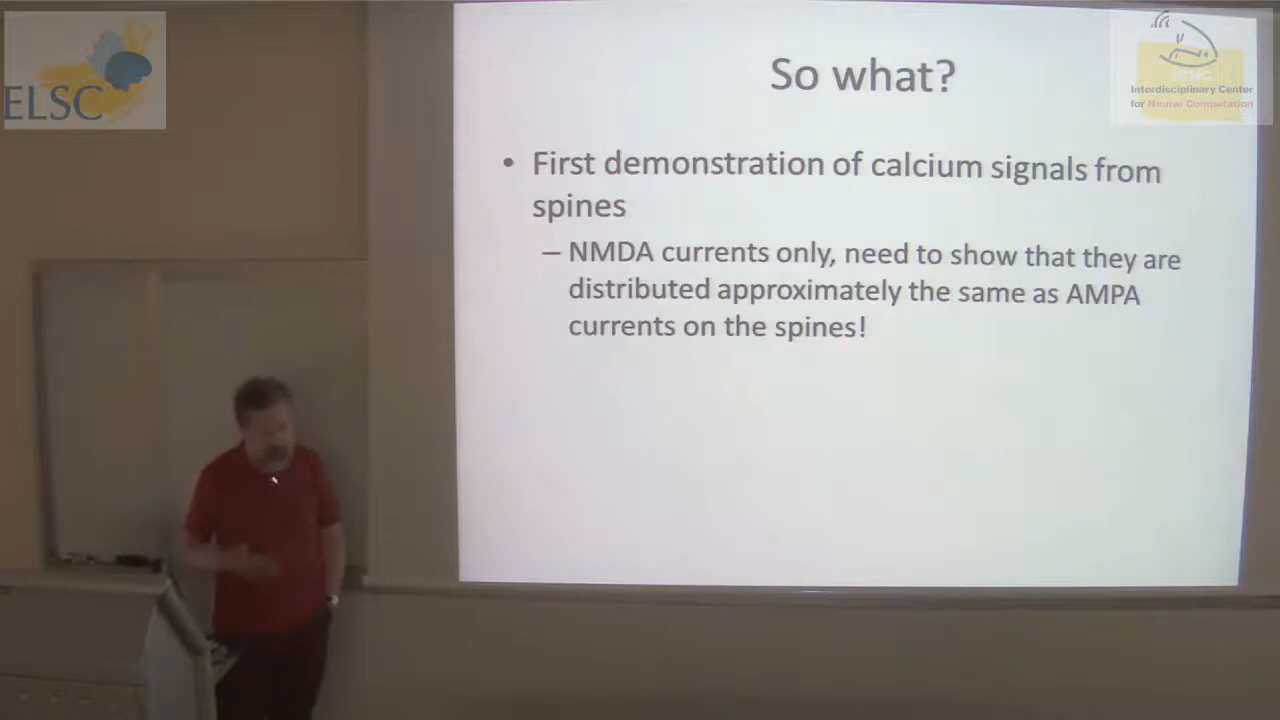 ELSC
So what?
ICNC
Interdisciplinary Center
for Neural Computation
• First demonstration of calcium signals from
spines
– NMDA currents only, need to show that they are
distributed approximately the same as AMPA
currents on the spines!